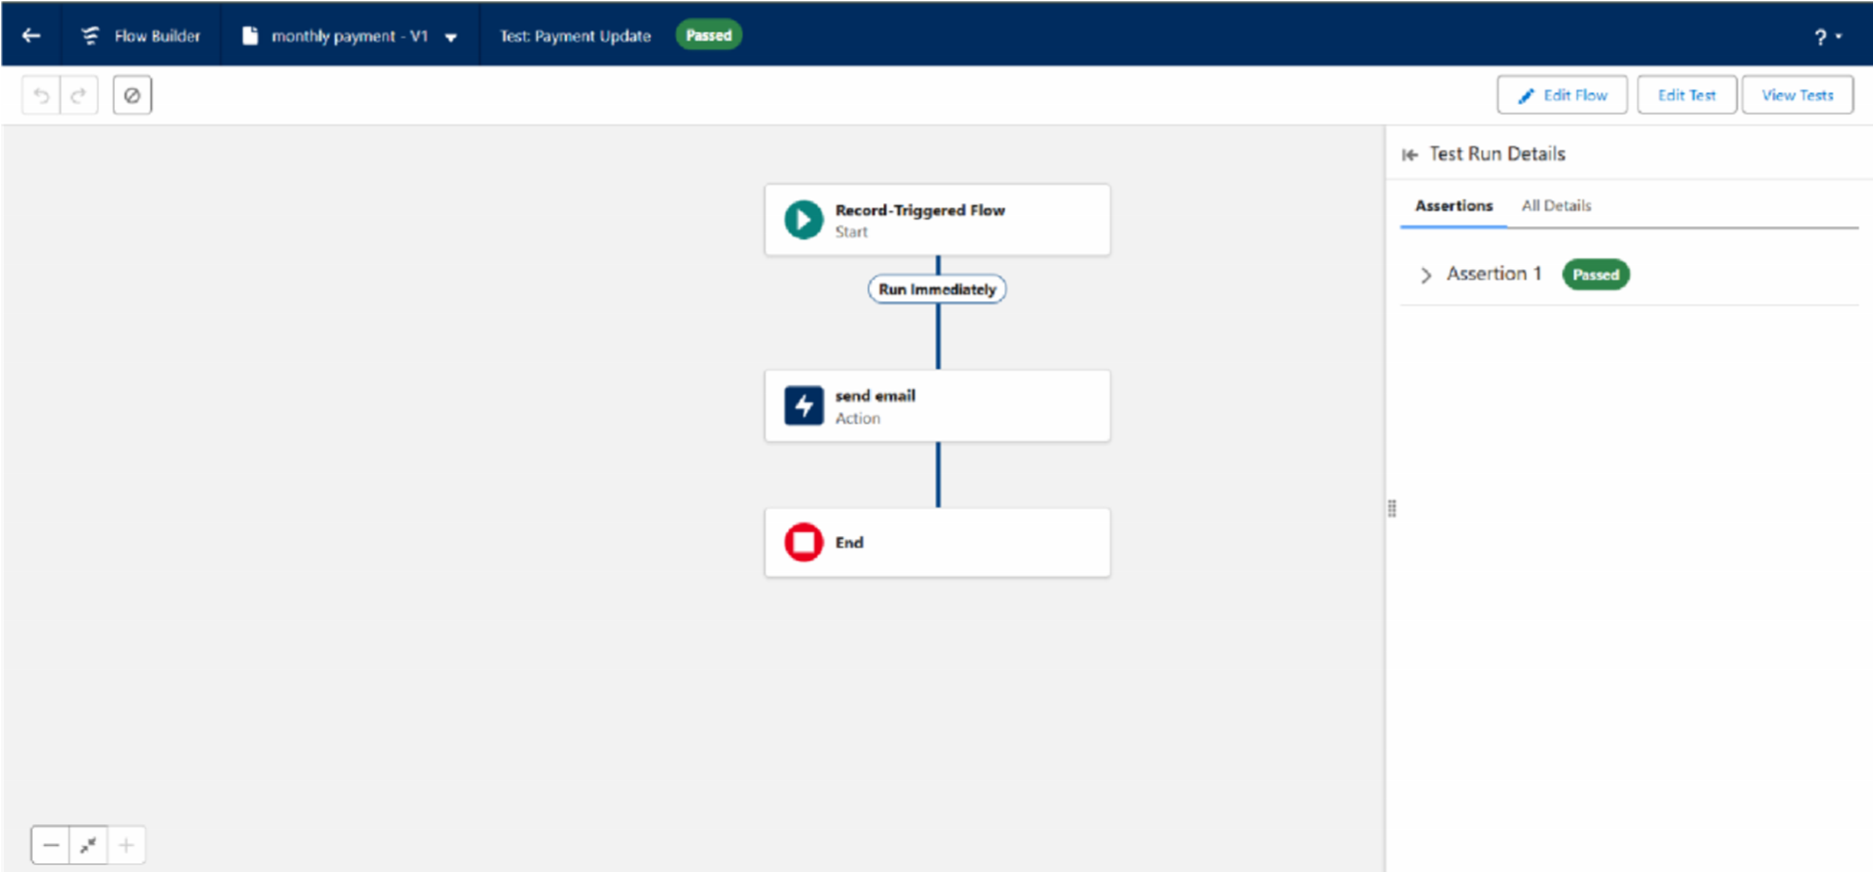 Flow Builder
monthly payment - V1
Test: Payment Update
Passed
?
Edit Flow
Edit Test
View Tests
Test Run Details
Assertions
All Details
Assertion 1
Passed
Record-Triggered Flow
Start
Run Immediately
send email
Action
End